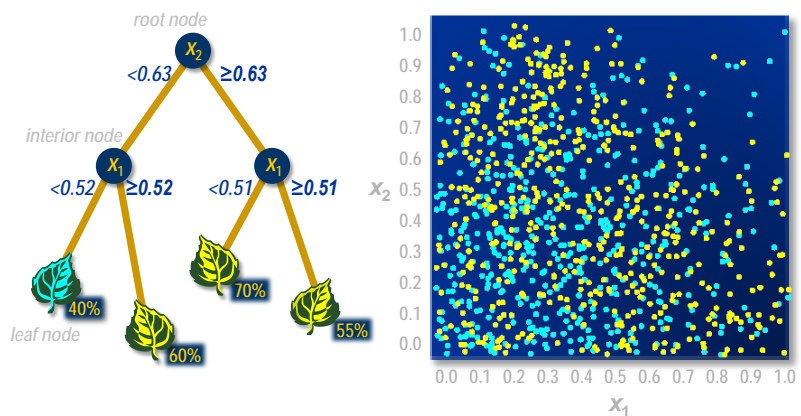 root node
x2
<0.63
≥0.63
interior node
x1
<0.52
≥0.52
x1
<0.51
≥0.51
40%
60%
70%
55%
leaf node
x2
1.0
0.9
0.8
0.7
0.6
0.5
0.4
0.3
0.2
0.1
0.0
0.0 0.1 0.2 0.3 0.4 0.5 0.6 0.7 0.8 0.9 1.0
x1